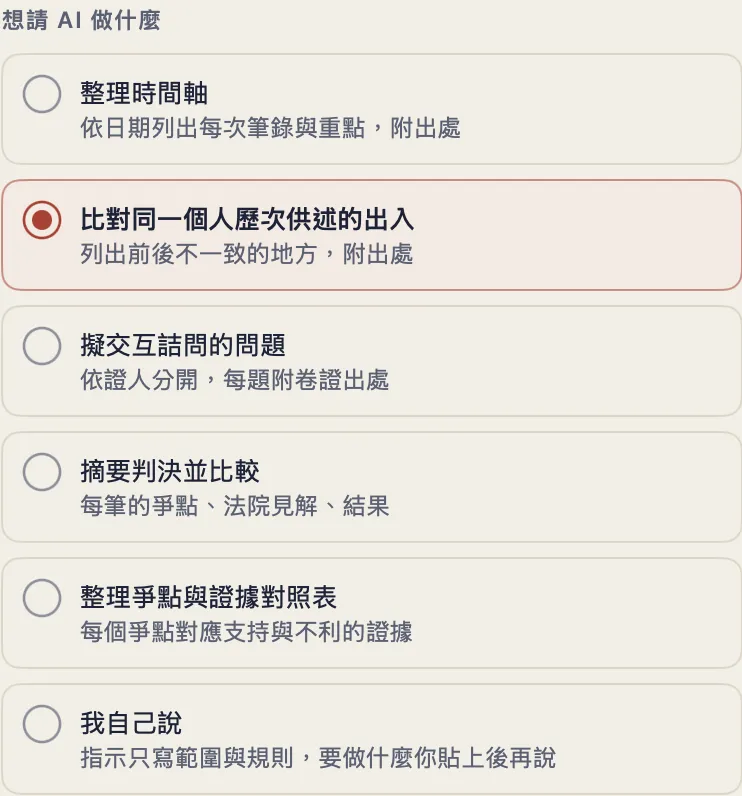 想請 AI 做什麼
整理時間軸
依日期列出每次筆錄與重點，附出處
比對同一個人歷次供述的出入
列出前後不一致的地方，附出處
擬交互詰問的問題
依證人分開，每題附卷證出處
摘要判決並比較
每筆的爭點、法院見解、結果
整理爭點與證據對照表
每個爭點對應支持與不利的證據
我自己說
指示只寫範圍與規則，要做什麼你貼上後再說